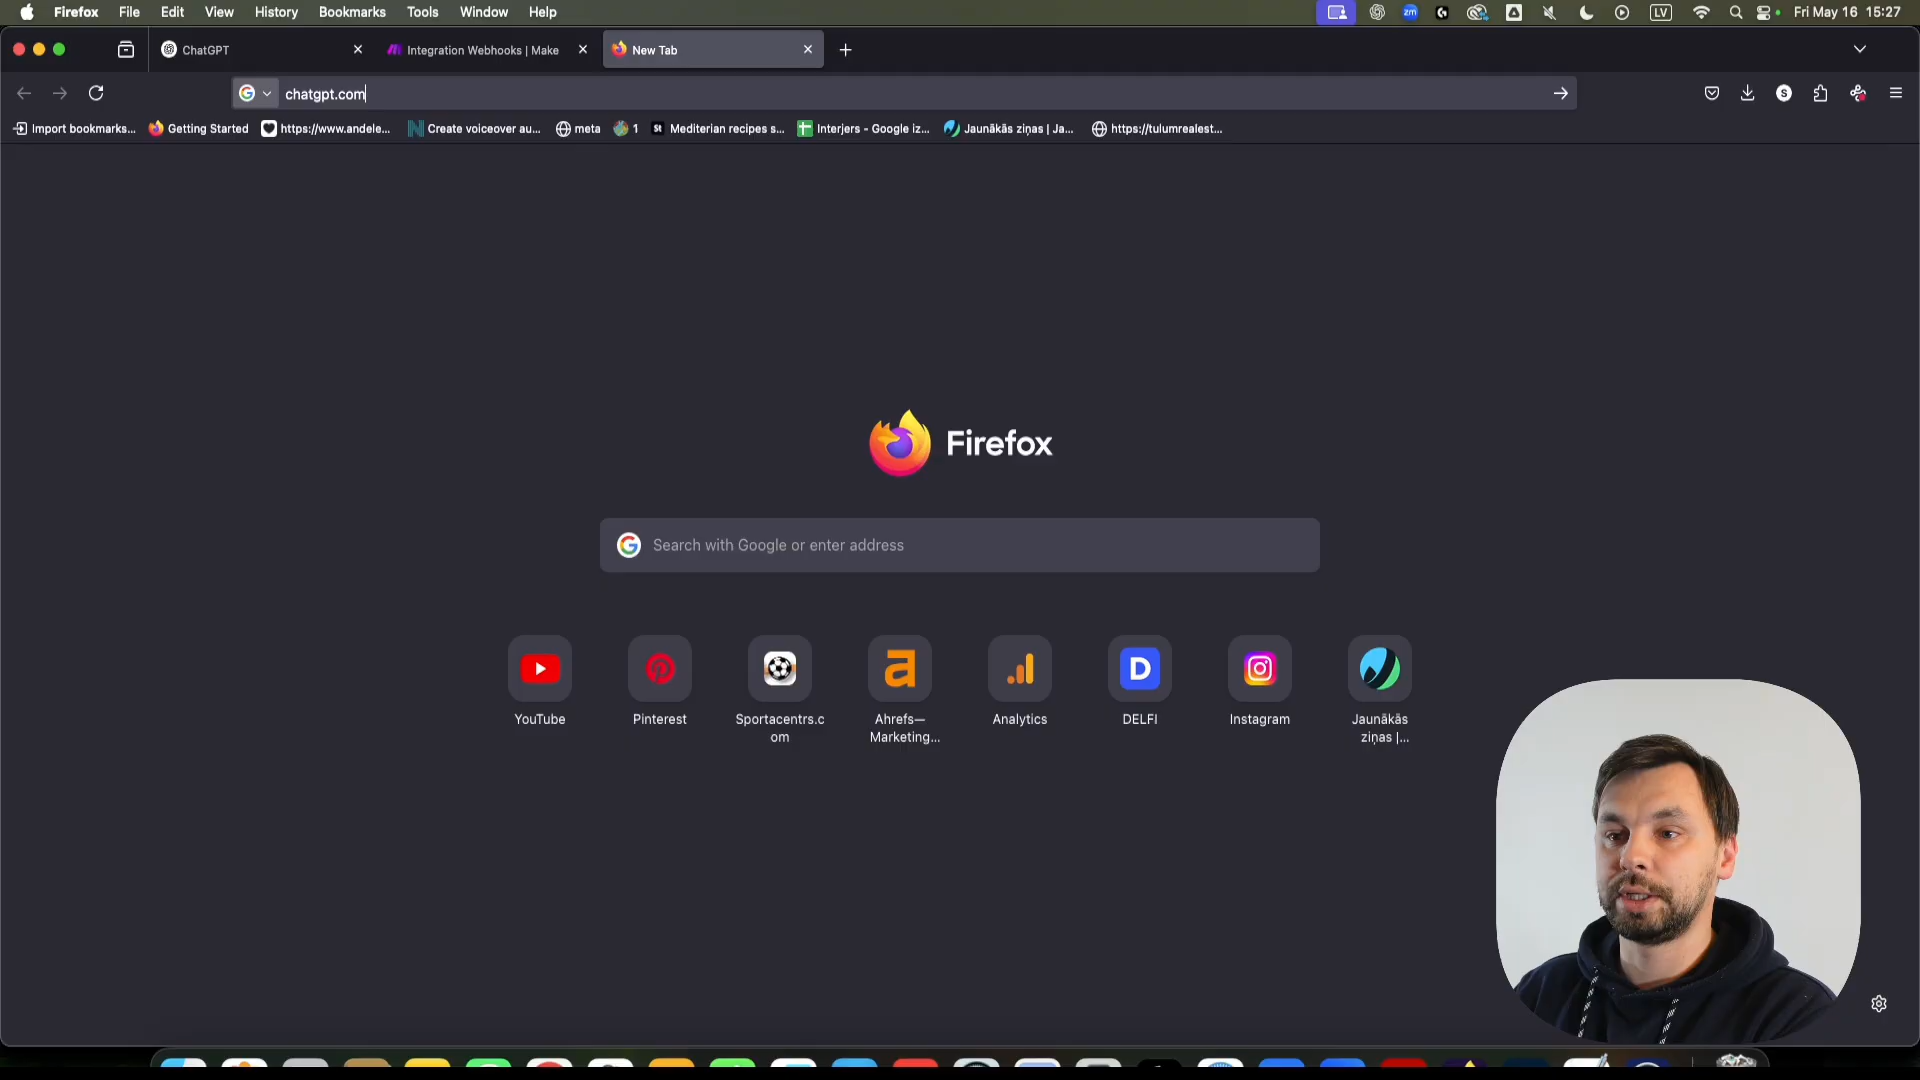 Firefox File Edit View History Bookmarks Tools Window Help
zm
LV
Fri May 16 15:27
ChatGPT
Integration Webhooks | Make
New Tab
chatgpt.com
S
Import bookmarks...
Getting Started
https://www.andele...
Create voiceover au...
meta
1
St
Mediterian recipes s...
Interjers - Google iz...
Jaunākās ziņas | Ja...
https://tulumrealest...
Firefox
Search with Google or enter address
YouTube
Pinterest
Sportacentrs.c
om
Ahrefs—
Marketing...
Analytics
DELFI
Instagram
Jaunākās
ziņas |...